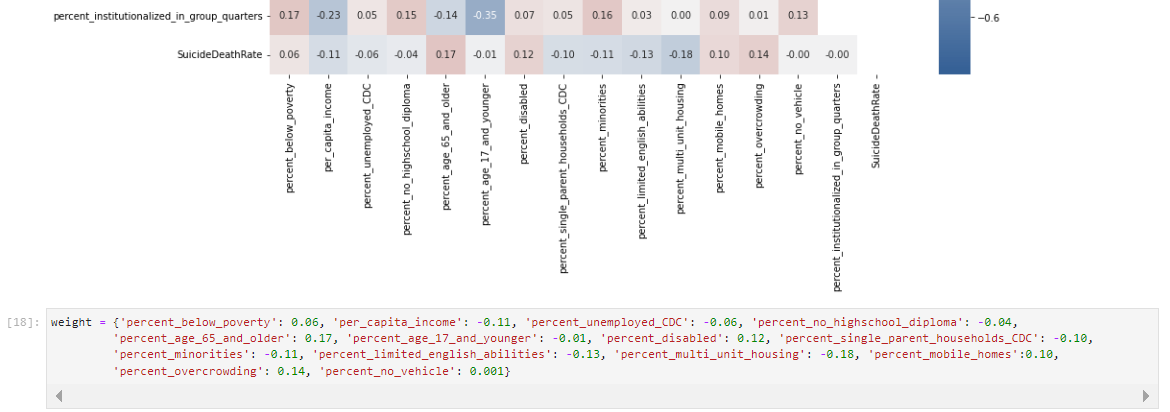 percent_institutionalized_in_group_quarters 0.17 -0.23 0.05 0.15 -0.14 -0.35 0.07 0.05 0.16 0.03 0.00 0.09 0.01 0.13 -0.6
SuicideDeathRate 0.06 -0.11 -0.06 -0.04 0.17 -0.01 0.12 -0.10 -0.11 -0.13 -0.18 0.10 0.14 -0.00 -0.00
percent_below_poverty
per_capita_income
percent_unemployed_CDC
percent_no_highschool_diploma
percent_age_65_and_older
percent_age_17_and_younger
percent_disabled
percent_single_parent_households_CDC
percent_minorities
percent_limited_english_abilities
percent_multi_unit_housing
percent_mobile_homes
percent_overcrowding
percent_no_vehicle
percent_institutionalized_in_group_quarters
SuicideDeathRate
[18]: weight = {'percent_below_poverty': 0.06, 'per_capita_income': -0.11, 'percent_unemployed_CDC': -0.06, 'percent_no_highschool_diploma': -0.04,
'percent_age_65_and_older': 0.17, 'percent_age_17_and_younger': -0.01, 'percent_disabled': 0.12, 'percent_single_parent_households_CDC': -0.10,
'percent_minorities': -0.11, 'percent_limited_english_abilities': -0.13, 'percent_multi_unit_housing': -0.18, 'percent_mobile_homes':0.10,
'percent_overcrowding': 0.14, 'percent_no_vehicle': 0.001}